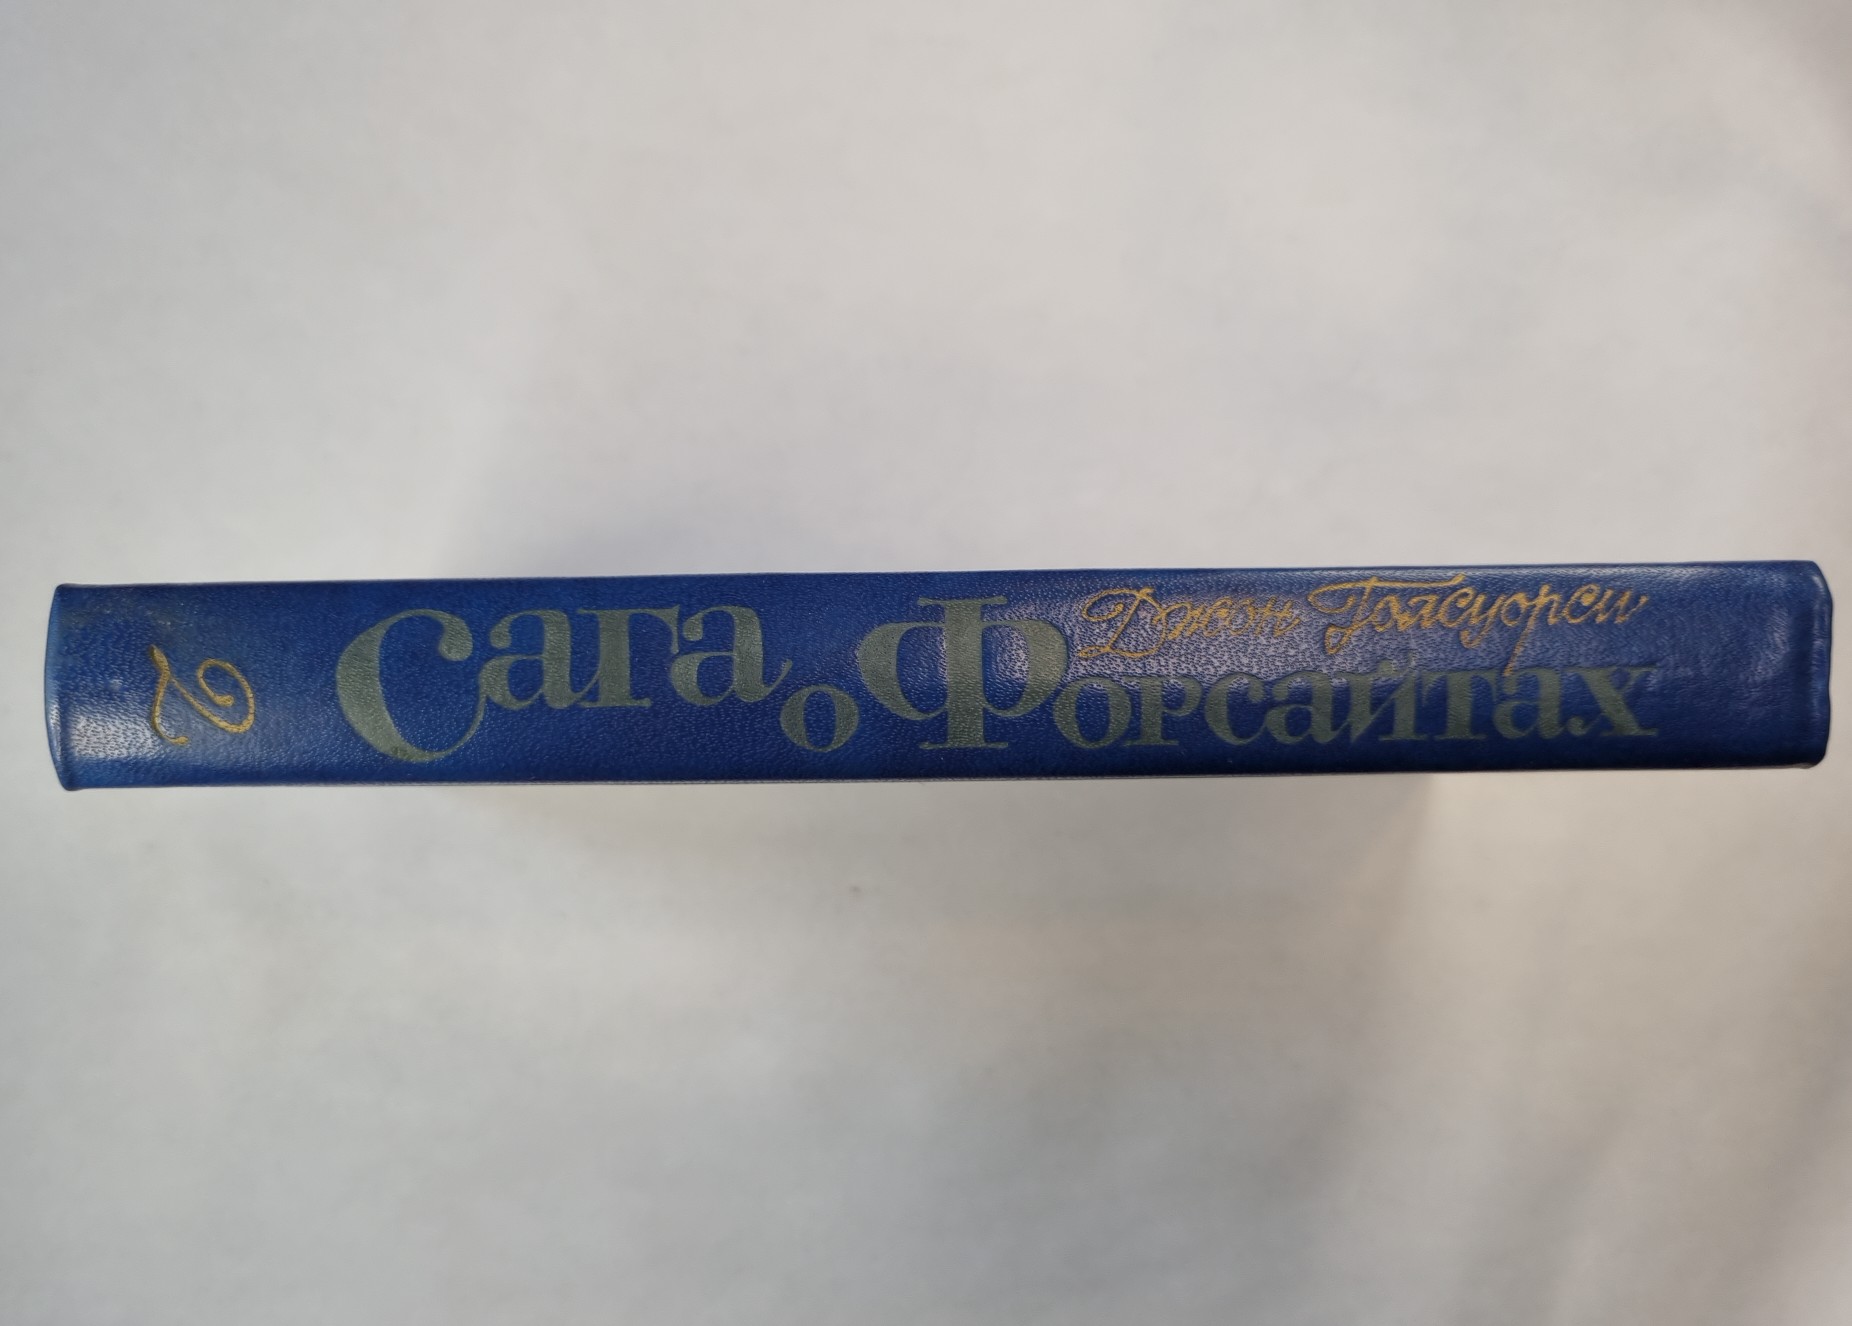 2
Джон Голсуорси
Сага о Форсайтах